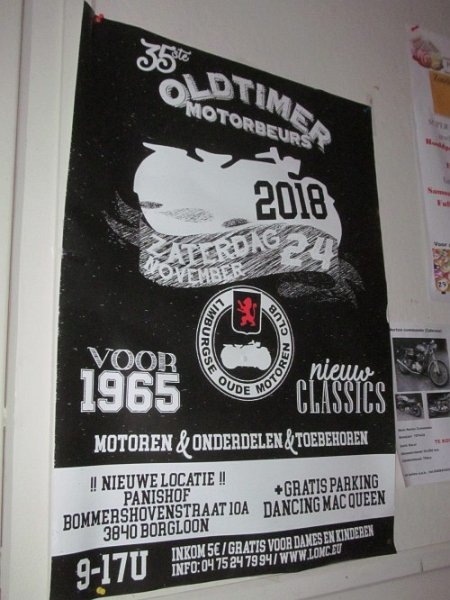 35ste
OLDTIMER
MOTORBEURS
2018
ZATERDAG 24
NOVEMBER
LIMBURGSE OUDE MOTOREN CLUB
VOOR
1965
nieuw
CLASSICS
MOTOREN & ONDERDELEN & TOEBEHOREN
!! NIEUWE LOCATIE !!
PANISHOF
BOMMERSHOVENSTRAAT 10A
3840 BORGLOON
+GRATIS PARKING
DANCING MAC QUEEN
9-17U
INKOM 5€ / GRATIS VOOR DAMES EN KINDEREN
INFO: 04 75 24 79 94 / WWW.LOMC.EU